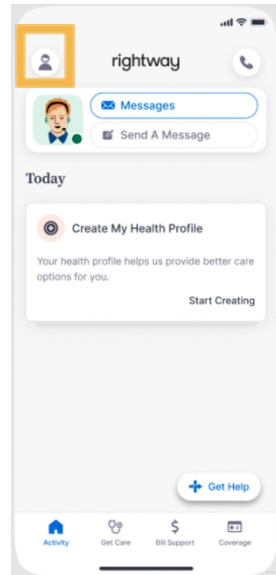 rightway
Messages
Send A Message
Today
Create My Health Profile
Your health profile helps us provide better care
options for you.
Start Creating
Get Help
Activity
Get Care
Bill Support
Coverage